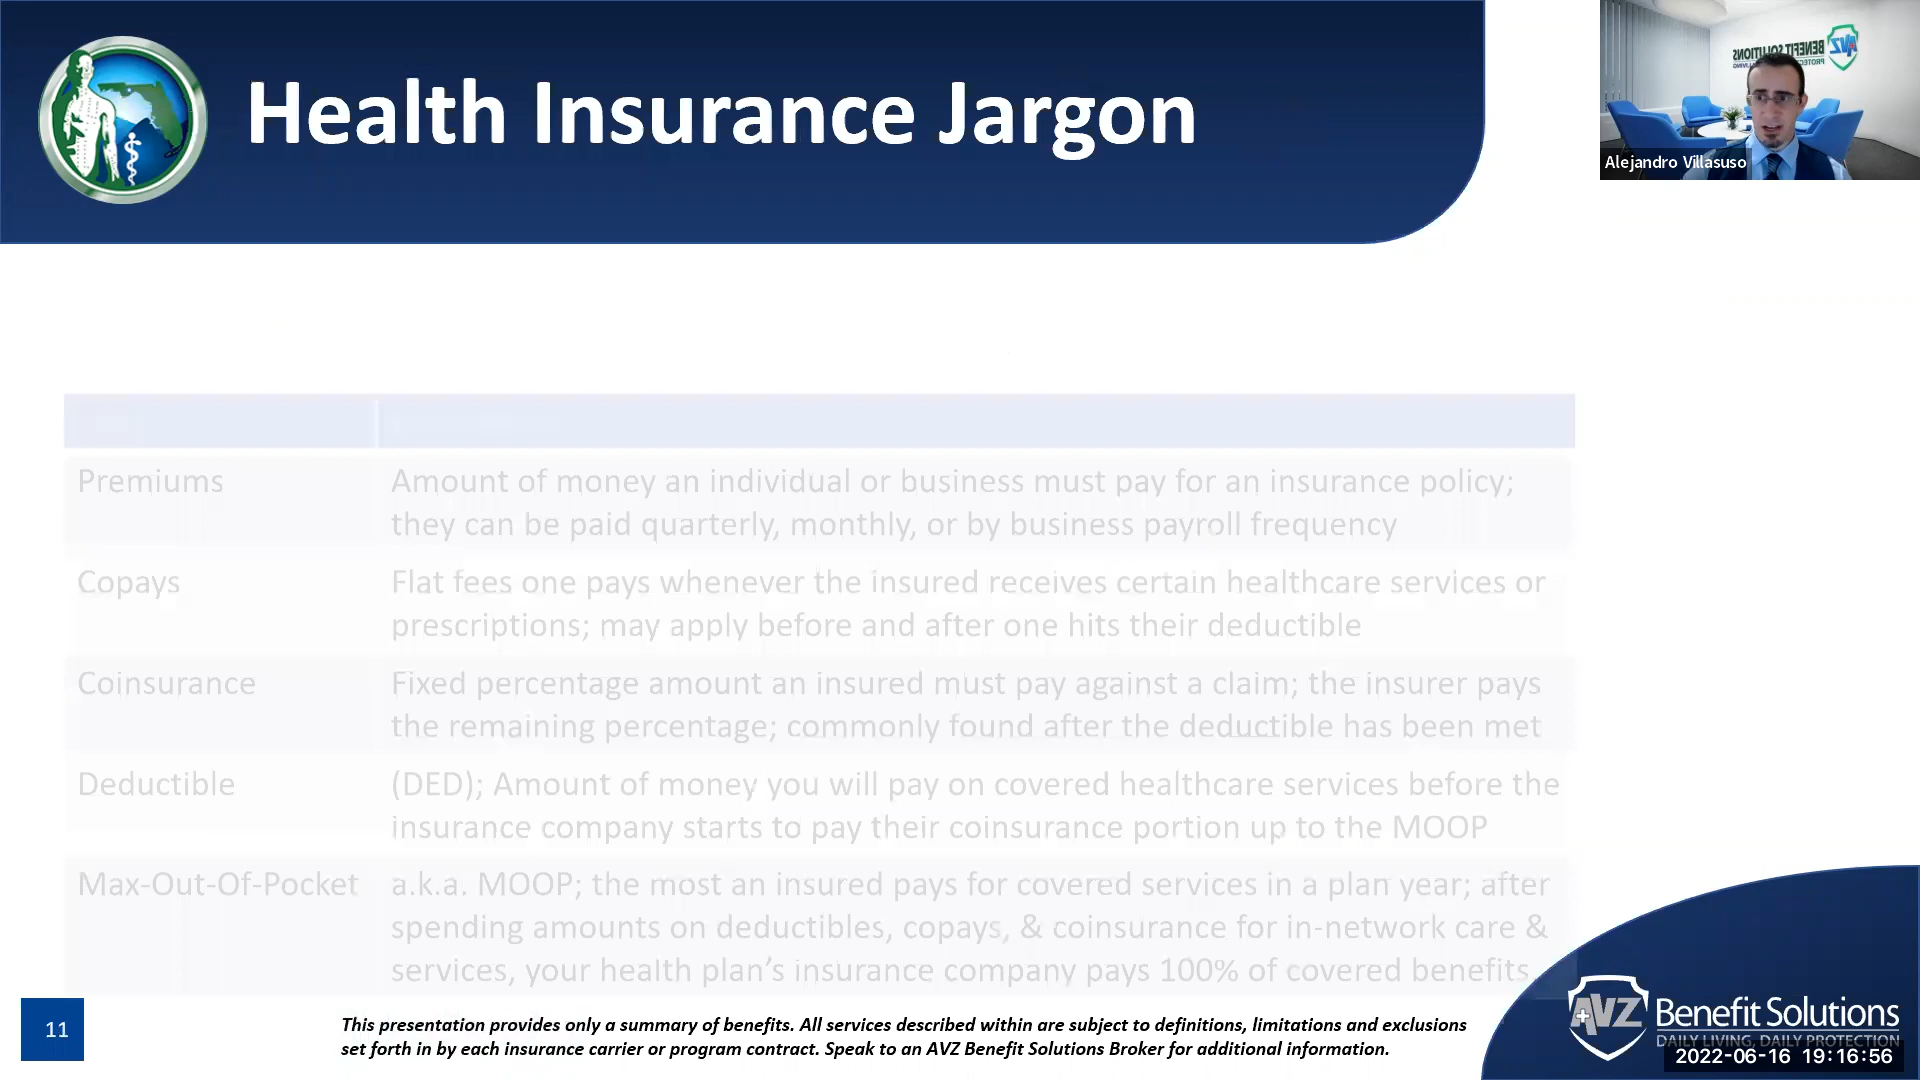 Health Insurance Jargon
BENEFIT SOLUTIONS
Alejandro Villasuso
Premiums
Amount of money an individual or business must pay for an insurance policy;
they can be paid quarterly, monthly, or by business payroll frequency
Copays
Flat fees one pays whenever the insured receives certain healthcare services or
prescriptions; may apply before and after one hits their deductible
Coinsurance
Fixed percentage amount an insured must pay against a claim; the insurer pays
the remaining percentage; commonly found after the deductible has been met
Deductible
(DED); Amount of money you will pay on covered healthcare services before the
insurance company starts to pay their coinsurance portion up to the MOOP
Max-Out-Of-Pocket
a.k.a. MOOP; the most an insured pays for covered services in a plan year; after
spending amounts on deductibles, copays, & coinsurance for in-network care &
services, your health plan’s insurance company pays 100% of covered benefits.
11
This presentation provides only a summary of benefits. All services described within are subject to definitions, limitations and exclusions
set forth in by each insurance carrier or program contract. Speak to an AVZ Benefit Solutions Broker for additional information.
AVZ Benefit Solutions
DAILY LIVING, DAILY PROTECTION
2022-06-16 19:16:56